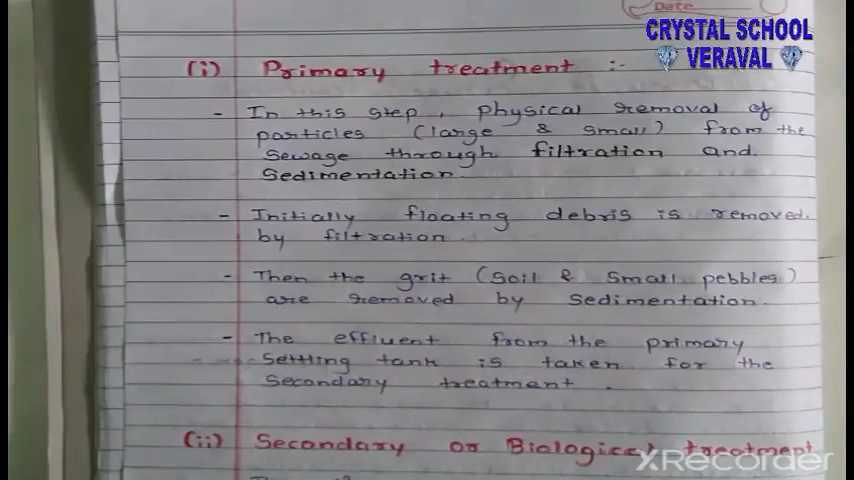 Date
CRYSTAL SCHOOL
VERAVAL
(i) Primary treatment :-
- In this step, physical removal of
particles (large & small) from the
sewage through filtration and
sedimentation.
- Initially floating debris is removed
by filtration.
- Then the grit (soil & small pebbles)
are removed by sedimentation.
- The effluent from the primary
settling tank is taken for the
secondary treatment.
(ii) Secondary or Biological treatment
XRecorder